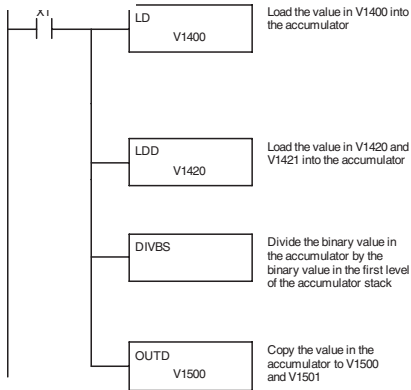 X1
LD
V1400
Load the value in V1400 into
the accumulator
LDD
V1420
Load the value in V1420 and
V1421 into the accumulator
DIVBS
Divide the binary value in
the accumulator by the
binary value in the first level
of the accumulator stack
OUTD
V1500
Copy the value in the
accumulator to V1500
and V1501